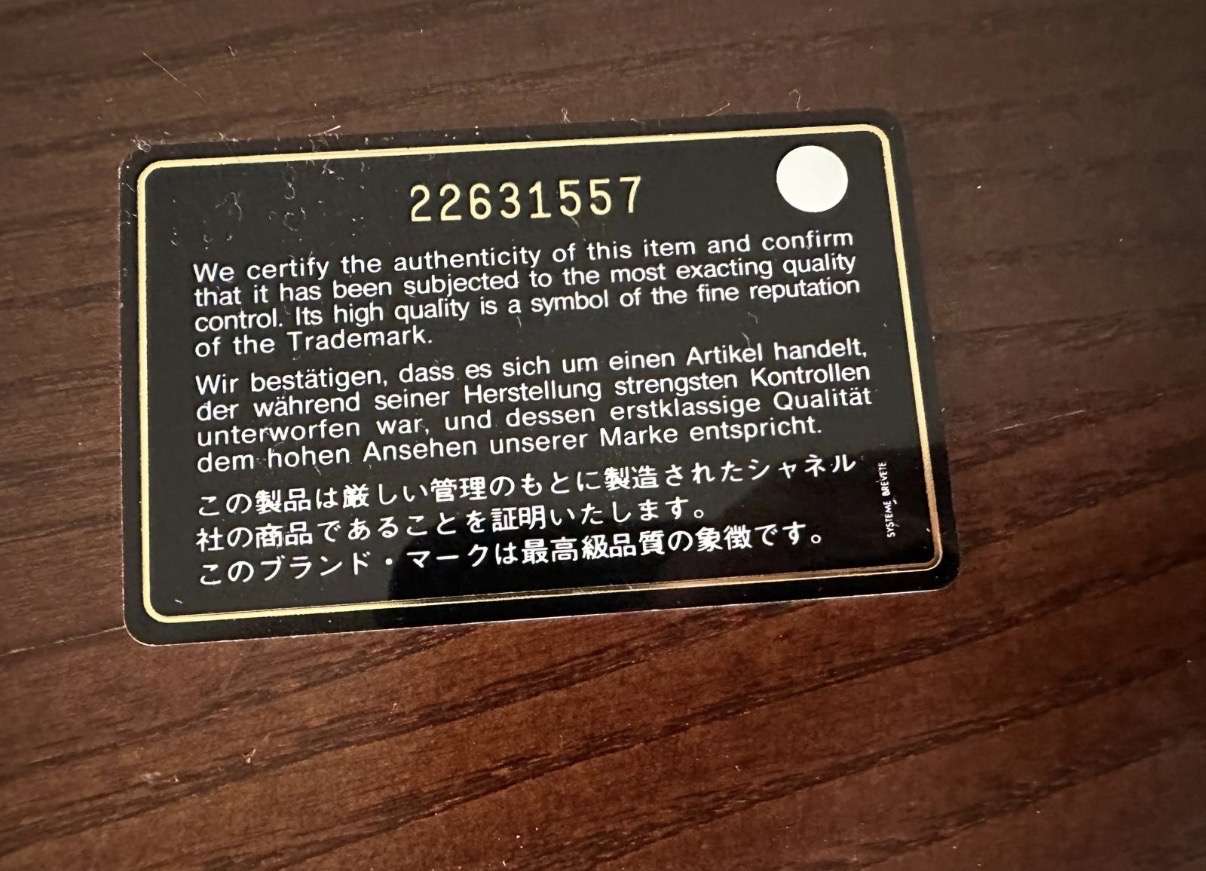 22631557
We certify the authenticity of this item and confirm
that it has been subjected to the most exacting quality
control. Its high quality is a symbol of the fine reputation
of the Trademark.
Wir bestätigen, dass es sich um einen Artikel handelt,
der während seiner Herstellung strengsten Kontrollen
unterworfen war, und dessen erstklassige Qualität
dem hohen Ansehen unserer Marke entspricht.
この製品は厳しい管理のもとに製造されたシャネル
社の商品であることを証明いたします。
このブランド・マークは最高級品質の象徴です。
SYSTEME BREVETE